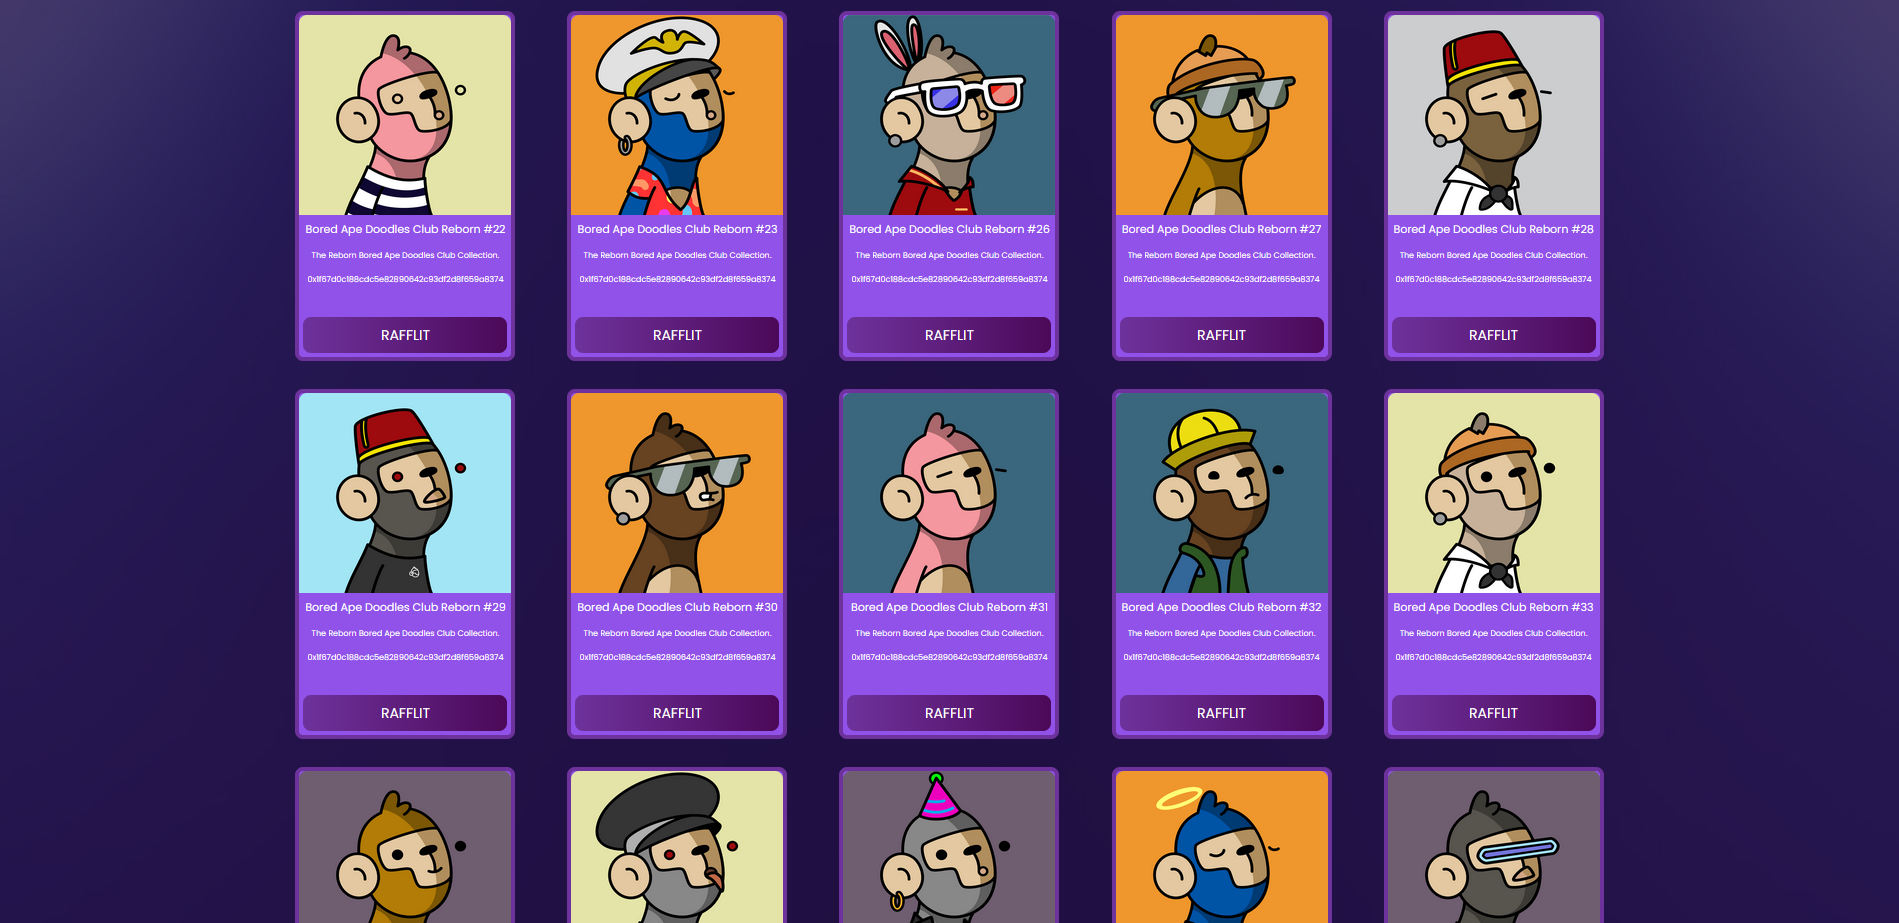 Bored Ape Doodles Club Reborn #22
The Reborn Bored Ape Doodles Club Collection.
0x1f67d0c188cdc5e82890642c93df2d8f659a8374
RAFFLIT
Bored Ape Doodles Club Reborn #23
The Reborn Bored Ape Doodles Club Collection.
0x1f67d0c188cdc5e82890642c93df2d8f659a8374
RAFFLIT
Bored Ape Doodles Club Reborn #26
The Reborn Bored Ape Doodles Club Collection.
0x1f67d0c188cdc5e82890642c93df2d8f659a8374
RAFFLIT
Bored Ape Doodles Club Reborn #27
The Reborn Bored Ape Doodles Club Collection.
0x1f67d0c188cdc5e82890642c93df2d8f659a8374
RAFFLIT
Bored Ape Doodles Club Reborn #28
The Reborn Bored Ape Doodles Club Collection.
0x1f67d0c188cdc5e82890642c93df2d8f659a8374
RAFFLIT
Bored Ape Doodles Club Reborn #29
The Reborn Bored Ape Doodles Club Collection.
0x1f67d0c188cdc5e82890642c93df2d8f659a8374
RAFFLIT
Bored Ape Doodles Club Reborn #30
The Reborn Bored Ape Doodles Club Collection.
0x1f67d0c188cdc5e82890642c93df2d8f659a8374
RAFFLIT
Bored Ape Doodles Club Reborn #31
The Reborn Bored Ape Doodles Club Collection.
0x1f67d0c188cdc5e82890642c93df2d8f659a8374
RAFFLIT
Bored Ape Doodles Club Reborn #32
The Reborn Bored Ape Doodles Club Collection.
0x1f67d0c188cdc5e82890642c93df2d8f659a8374
RAFFLIT
Bored Ape Doodles Club Reborn #33
The Reborn Bored Ape Doodles Club Collection.
0x1f67d0c188cdc5e82890642c93df2d8f659a8374
RAFFLIT